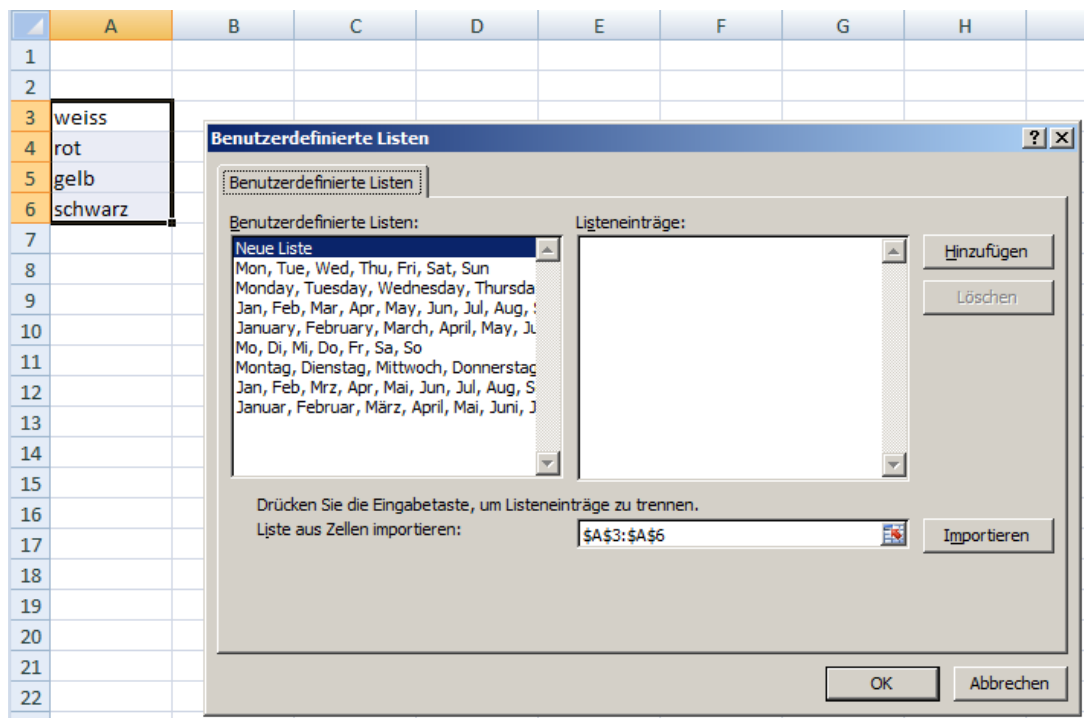 A B C D E F G H
1
2
3 weiss
4 rot
5 gelb
6 schwarz
7
8
9
10
11
12
13
14
15
16
17
18
19
20
21
22
Benutzerdefinierte Listen
Benutzerdefinierte Listen
Benutzerdefinierte Listen:
Neue Liste
Mon, Tue, Wed, Thu, Fri, Sat, Sun
Monday, Tuesday, Wednesday, Thursda
Jan, Feb, Mar, Apr, May, Jun, Jul, Aug,
January, February, March, April, May, Ju
Mo, Di, Mi, Do, Fr, Sa, So
Montag, Dienstag, Mittwoch, Donnerstag
Jan, Feb, Mrz, Apr, Mai, Jun, Jul, Aug, S
Januar, Februar, März, April, Mai, Juni, J
Listeneinträge:
Hinzufügen
Löschen
Drücken Sie die Eingabetaste, um Listeneinträge zu trennen.
Liste aus Zellen importieren:
$A$3:$A$6
Importieren
OK
Abbrechen